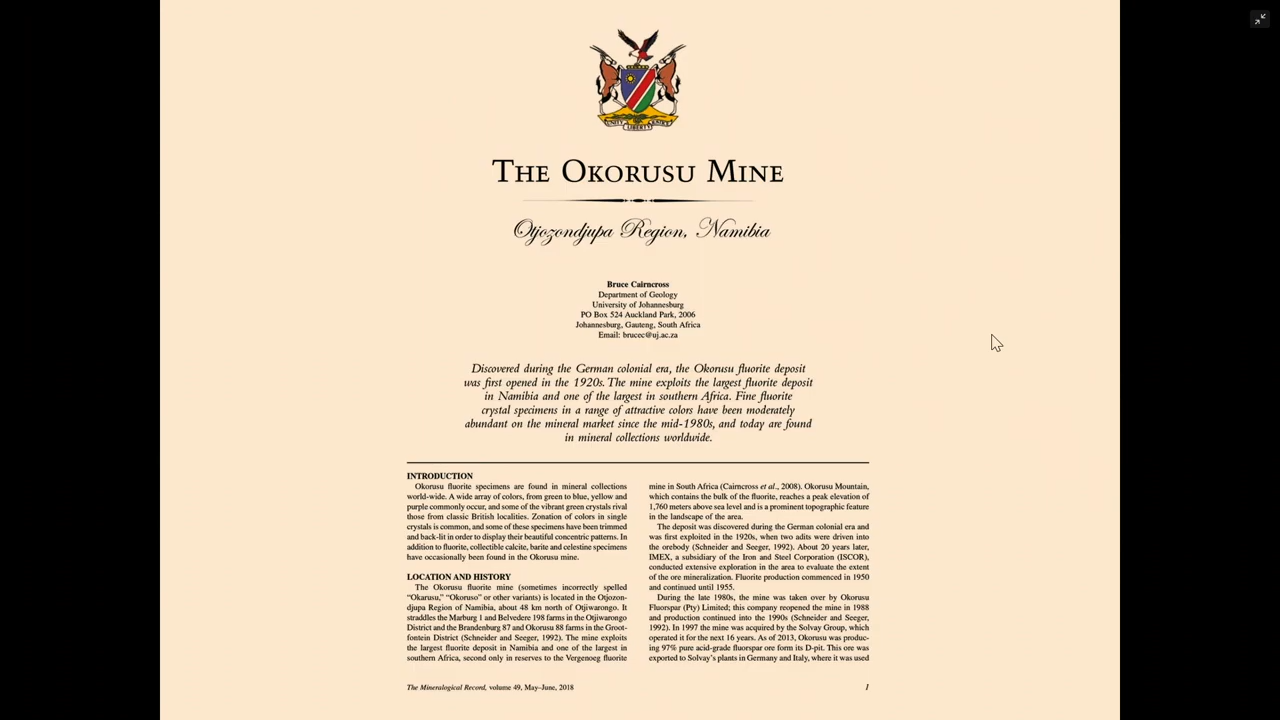 UNITY LIBERTY JUSTICE
THE OKORUSU MINE
Otjozondjupa Region, Namibia
Bruce Cairncross
Department of Geology
University of Johannesburg
PO Box 524 Auckland Park, 2006
Johannesburg, Gauteng, South Africa
Email: brucec@uj.ac.za
Discovered during the German colonial era, the Okorusu fluorite deposit
was first opened in the 1920s. The mine exploits the largest fluorite deposit
in Namibia and one of the largest in southern Africa. Fine fluorite
crystal specimens in a range of attractive colors have been moderately
abundant on the mineral market since the mid-1980s, and today are found
in mineral collections worldwide.
INTRODUCTION
Okorusu fluorite specimens are found in mineral collections
world-wide. A wide array of colors, from green to blue, yellow and
purple commonly occur, and some of the vibrant green crystals rival
those from classic British localities. Zonation of colors in single
crystals is common, and some of these specimens have been trimmed
and back-lit in order to display their beautiful concentric patterns. In
addition to fluorite, collectible calcite, barite and celestine specimens
have occasionally been found in the Okorusu mine.
LOCATION AND HISTORY
The Okorusu fluorite mine (sometimes incorrectly spelled
“Okarusu,” “Okoruso” or other variants) is located in the Otjozon-
djupa Region of Namibia, about 48 km north of Otjiwarongo. It
straddles the Marburg 1 and Belvedere 198 farms in the Otjiwarongo
District and the Brandenburg 87 and Okorusu 88 farms in the Groot-
fontein District (Schneider and Seeger, 1992). The mine exploits
the largest fluorite deposit in Namibia and one of the largest in
southern Africa, second only in reserves to the Vergenoeg fluorite
mine in South Africa (Cairncross et al., 2008). Okorusu Mountain,
which contains the bulk of the fluorite, reaches a peak elevation of
1,760 meters above sea level and is a prominent topographic feature
in the landscape of the area.
The deposit was discovered during the German colonial era and
was first exploited in the 1920s, when two adits were driven into
the orebody (Schneider and Seeger, 1992). About 20 years later,
IMEX, a subsidiary of the Iron and Steel Corporation (ISCOR),
conducted extensive exploration in the area to evaluate the extent
of the ore mineralization. Fluorite production commenced in 1950
and continued until 1955.
During the late 1980s, the mine was taken over by Okorusu
Fluorspar (Pty) Limited; this company reopened the mine in 1988
and production continued into the 1990s (Schneider and Seeger,
1992). In 1997 the mine was acquired by the Solvay Group, which
operated it for the next 16 years. As of 2013, Okorusu was produc-
ing 97% pure acid-grade fluorspar ore form its D-pit. This ore was
exported to Solvay’s plants in Germany and Italy, where it was used
The Mineralogical Record, volume 49, May–June, 2018
1